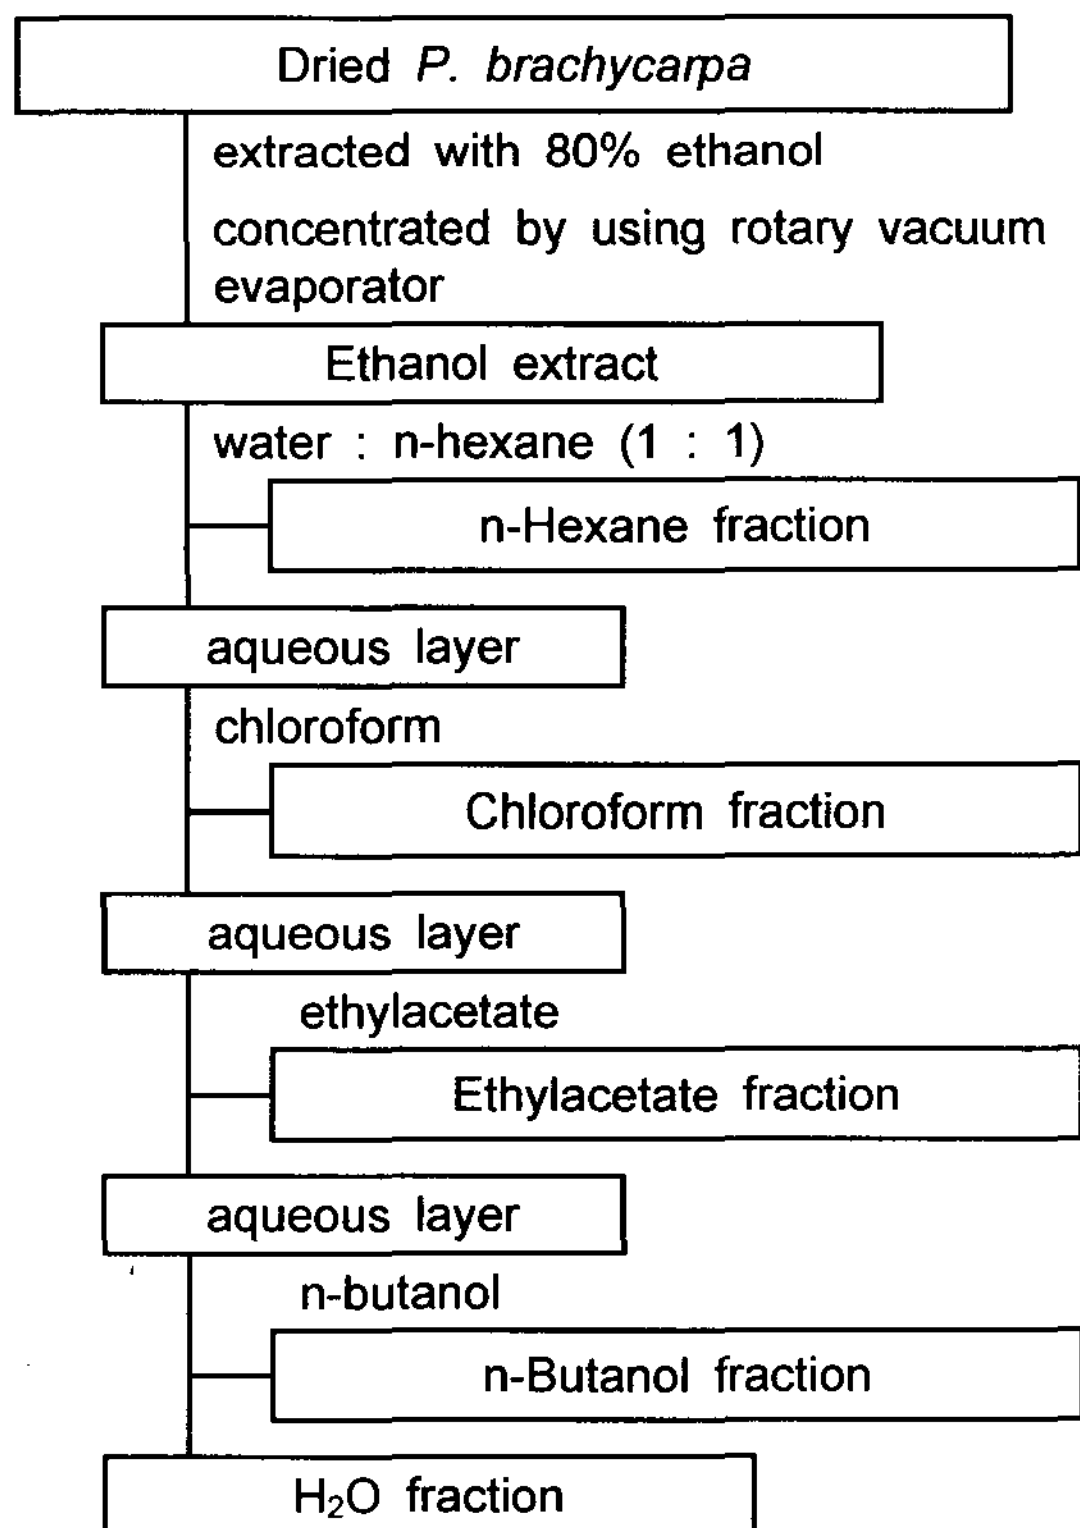 Dried P. brachycarpa
extracted with 80% ethanol
concentrated by using rotary vacuum
evaporator
Ethanol extract
water : n-hexane (1 : 1)
n-Hexane fraction
aqueous layer
chloroform
Chloroform fraction
aqueous layer
ethylacetate
Ethylacetate fraction
aqueous layer
n-butanol
n-Butanol fraction
H₂O fraction